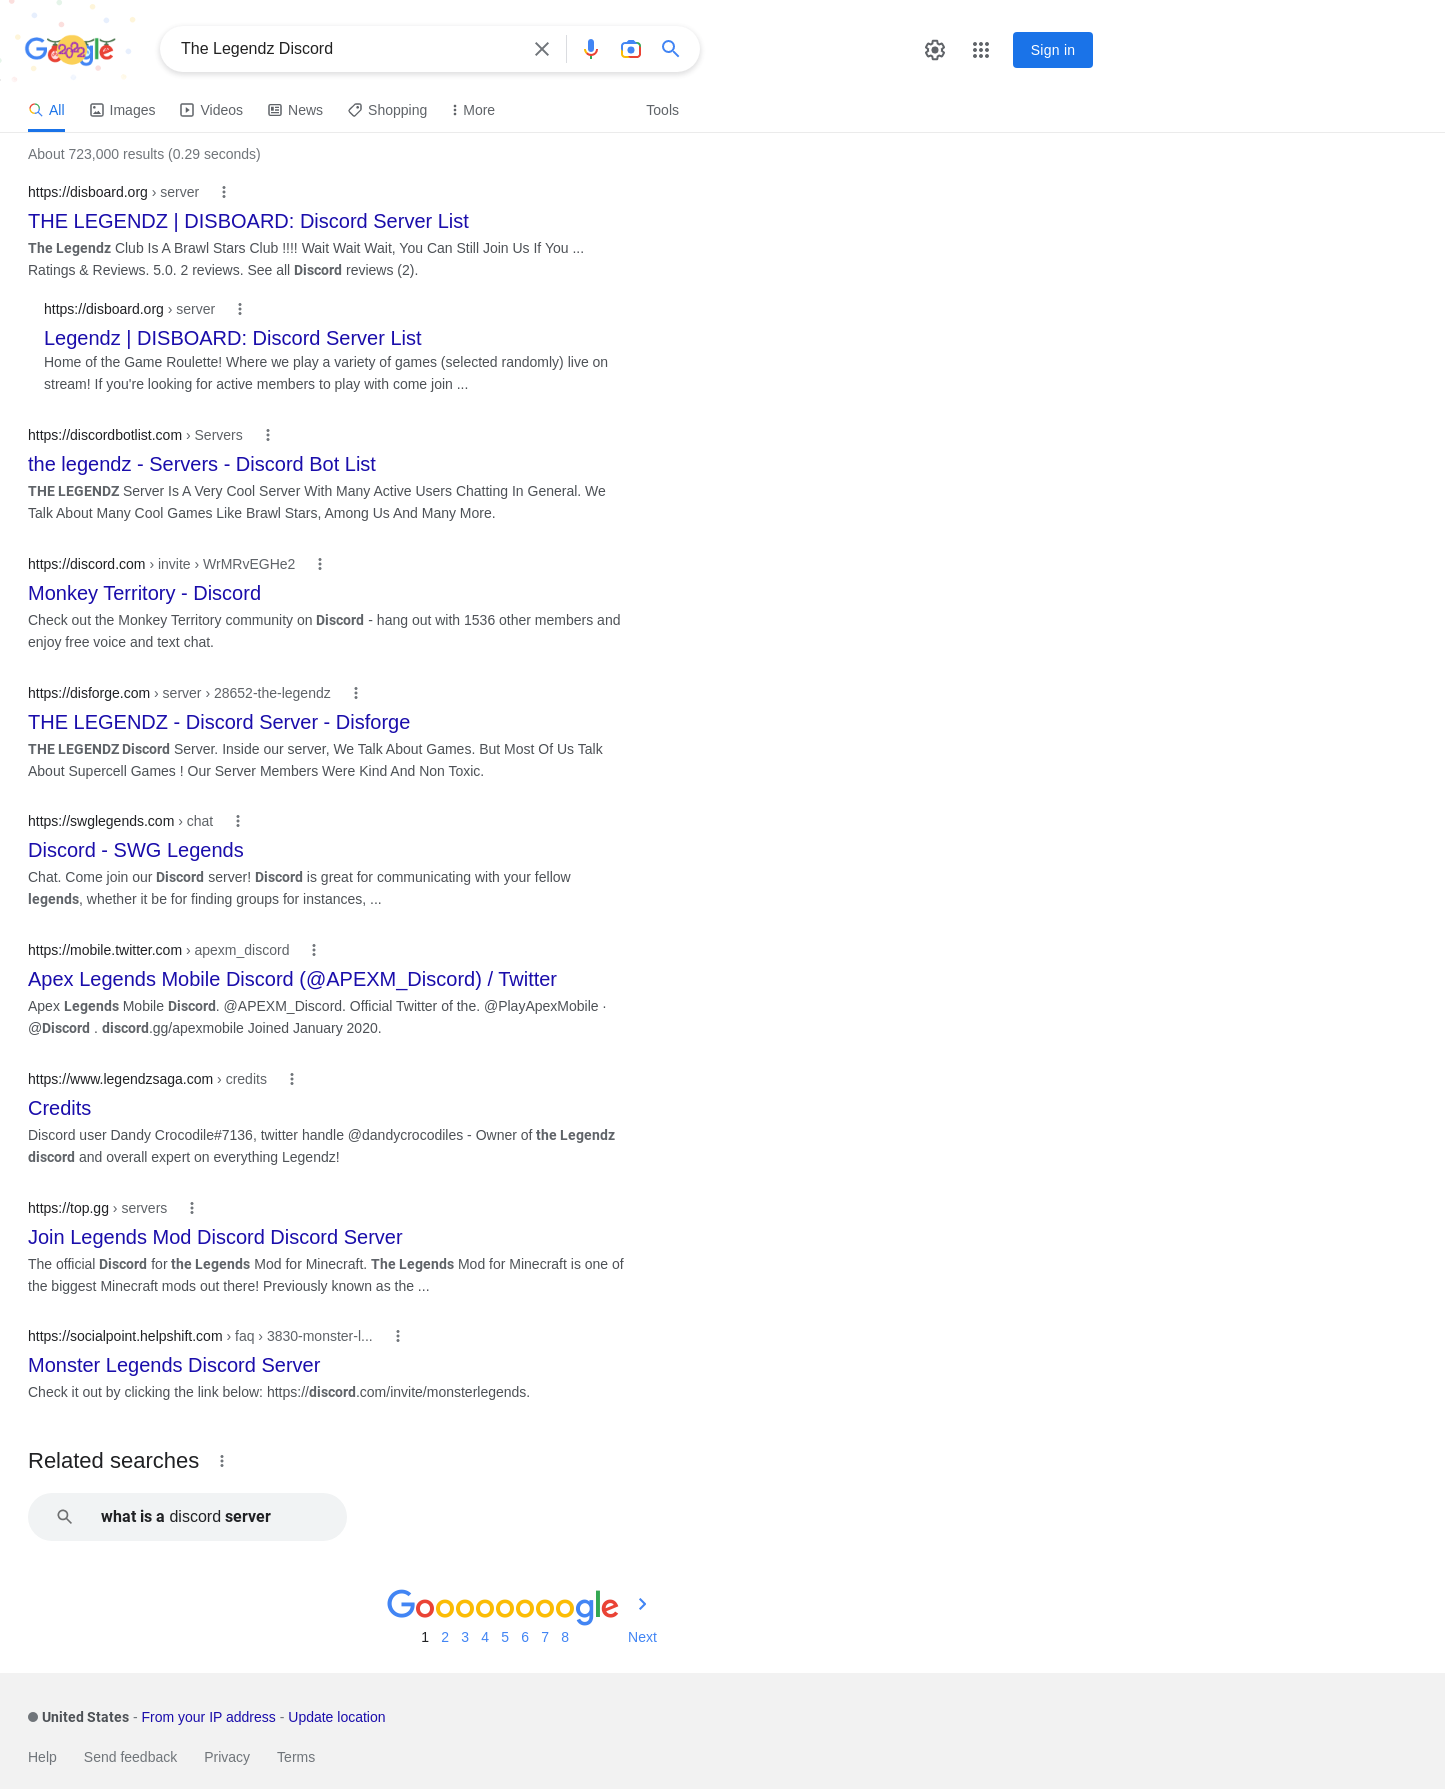 Google
The Legendz Discord
Sign in
All
Images
Videos
News
Shopping
More
Tools
About 723,000 results (0.29 seconds)
https://disboard.org › server
THE LEGENDZ | DISBOARD: Discord Server List
The Legendz Club Is A Brawl Stars Club !!!! Wait Wait Wait, You Can Still Join Us If You ...
Ratings & Reviews. 5.0. 2 reviews. See all Discord reviews (2).
https://disboard.org › server
Legendz | DISBOARD: Discord Server List
Home of the Game Roulette! Where we play a variety of games (selected randomly) live on
stream! If you're looking for active members to play with come join ...
https://discordbotlist.com › Servers
the legendz - Servers - Discord Bot List
THE LEGENDZ Server Is A Very Cool Server With Many Active Users Chatting In General. We
Talk About Many Cool Games Like Brawl Stars, Among Us And Many More.
https://discord.com › invite › WrMRvEGHe2
Monkey Territory - Discord
Check out the Monkey Territory community on Discord - hang out with 1536 other members and
enjoy free voice and text chat.
https://disforge.com › server › 28652-the-legendz
THE LEGENDZ - Discord Server - Disforge
THE LEGENDZ Discord Server. Inside our server, We Talk About Games. But Most Of Us Talk
About Supercell Games ! Our Server Members Were Kind And Non Toxic.
https://swglegends.com › chat
Discord - SWG Legends
Chat. Come join our Discord server! Discord is great for communicating with your fellow
legends, whether it be for finding groups for instances, ...
https://mobile.twitter.com › apexm_discord
Apex Legends Mobile Discord (@APEXM_Discord) / Twitter
Apex Legends Mobile Discord. @APEXM_Discord. Official Twitter of the. @PlayApexMobile ·
@Discord . discord.gg/apexmobile Joined January 2020.
https://www.legendzsaga.com › credits
Credits
Discord user Dandy Crocodile#7136, twitter handle @dandycrocodiles - Owner of the Legendz
discord and overall expert on everything Legendz!
https://top.gg › servers
Join Legends Mod Discord Discord Server
The official Discord for the Legends Mod for Minecraft. The Legends Mod for Minecraft is one of
the biggest Minecraft mods out there! Previously known as the ...
https://socialpoint.helpshift.com › faq › 3830-monster-l...
Monster Legends Discord Server
Check it out by clicking the link below: https://discord.com/invite/monsterlegends.
Related searches
what is a discord server
Goooooooogle
1 2 3 4 5 6 7 8 Next
United States - From your IP address - Update location
Help Send feedback Privacy Terms